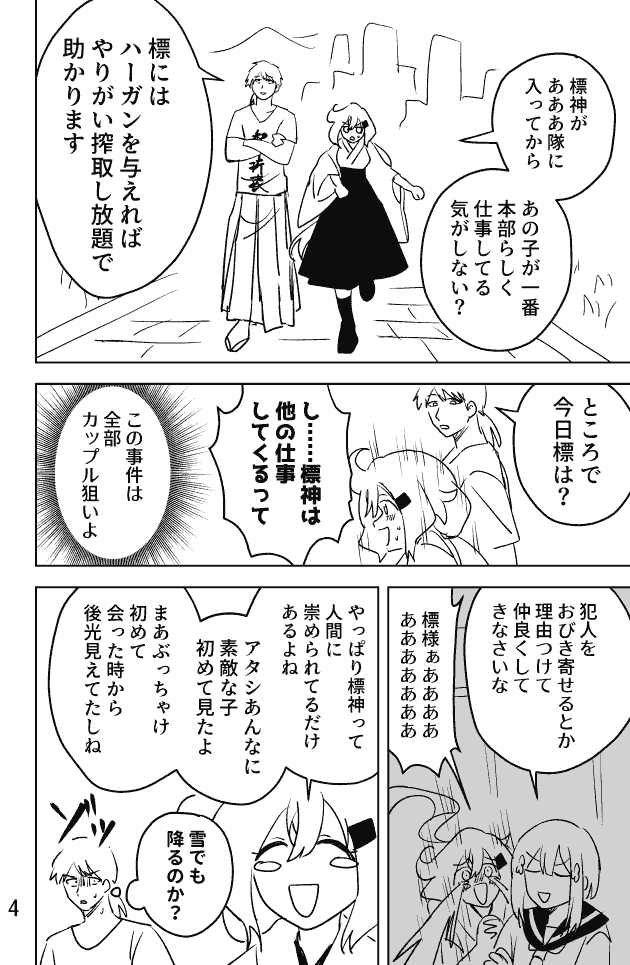 標神が
あああ隊に
入ってから
あの子が一番
本部らしく
仕事してる
気がしない？
標には
ハーガンを与えれば
やりがい搾取し放題で
助かります
ところで
今日標は？
し……標神は
他の仕事
してくるって
この事件は
全部
カップル狙いよ
犯人を
おびき寄せるとか
理由つけて
仲良くして
きなさいな
標様ぁああああ
ああああああああ
やっぱり標神って
人間に
崇められてるだけ
あるよね
アタシあんなに
素敵な子
初めて見たよ
まあぶっちゃけ
初めて
会った時から
後光見えてたしね
雪でも
降るのか？
4